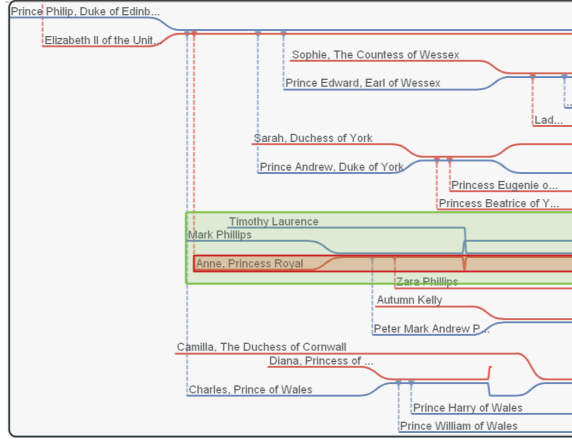 Prince Philip, Duke of Edinb...
Elizabeth II of the Unit...
Sophie, The Countess of Wessex
Prince Edward, Earl of Wessex
...
Lad...
Sarah, Duchess of York
Prince Andrew, Duke of York
Princess Eugenie o...
Princess Beatrice of Y...
Timothy Laurence
Mark Phillips
Anne, Princess Royal
Zara Phillips
Autumn Kelly
Peter Mark Andrew P...
Camilla, The Duchess of Cornwall
Diana, Princess of ...
Charles, Prince of Wales
Prince Harry of Wales
Prince William of Wales